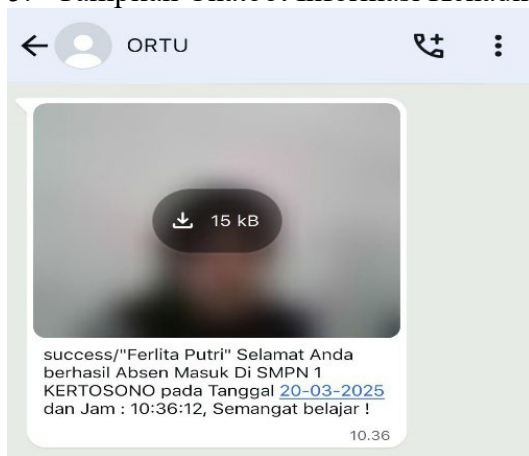 ORTU
15 kB
success/"Ferlita Putri" Selamat Anda
berhasil Absen Masuk Di SMPN 1
KERTOSONO pada Tanggal 20-03-2025
dan Jam : 10:36:12, Semangat belajar !
10.36